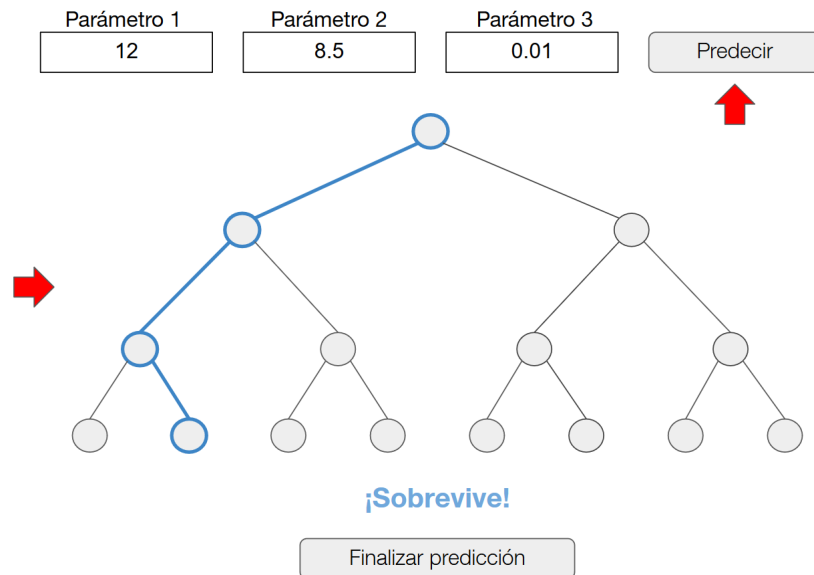 Parámetro 1 Parámetro 2 Parámetro 3
12 8.5 0.01 Predecir
¡Sobrevive!
Finalizar predicción